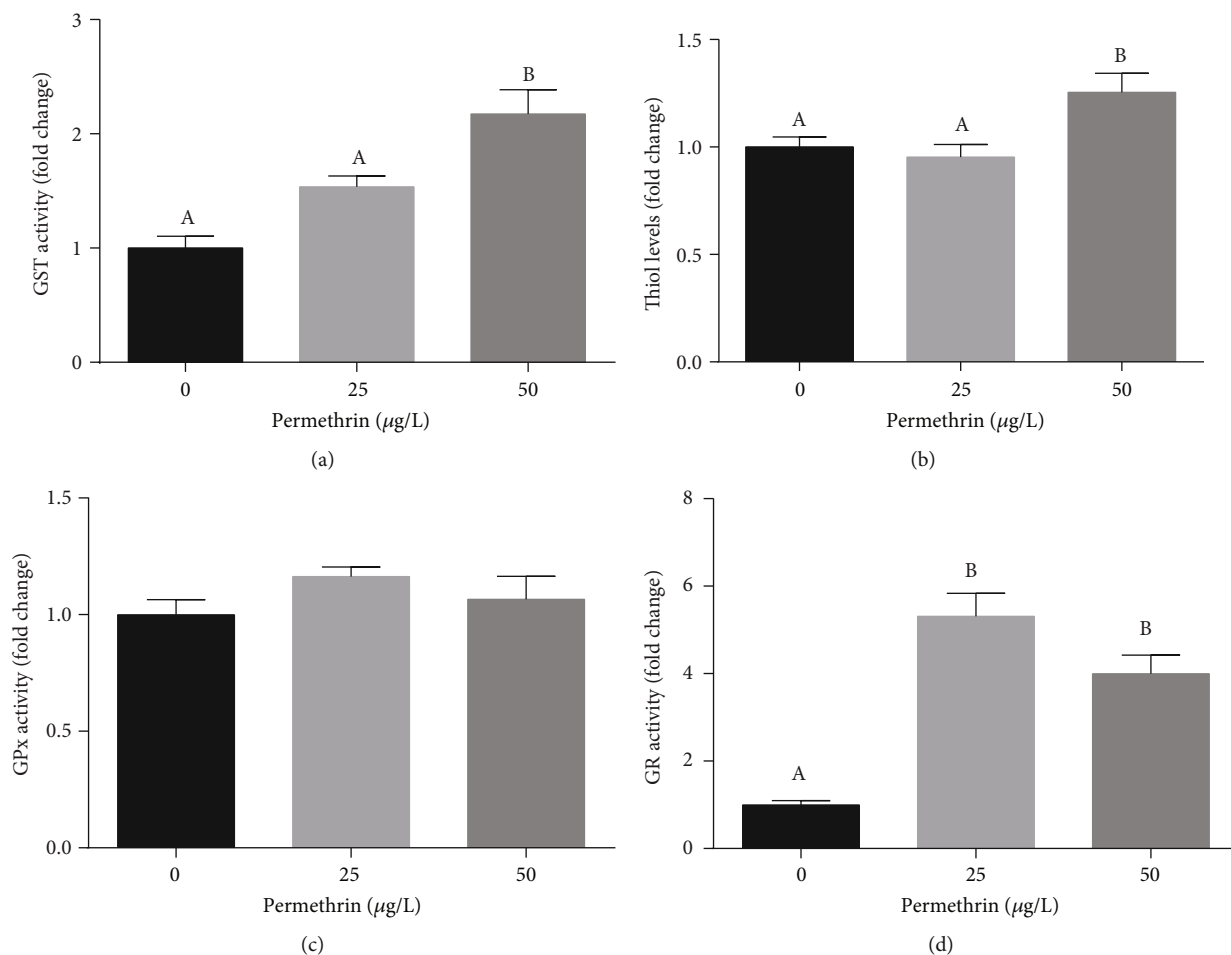 GST activity (fold change)
3
2
1
0
A
A
B
0
25
50
Permethrin (μg/L)
(a)
Thiol levels (fold change)
1.5
1.0
0.5
0.0
A
A
B
0
25
50
Permethrin (μg/L)
(b)
GPx activity (fold change)
1.5
1.0
0.5
0.0
0
25
50
Permethrin (μg/L)
(c)
GR activity (fold change)
8
6
4
2
0
A
B
B
0
25
50
Permethrin (μg/L)
(d)